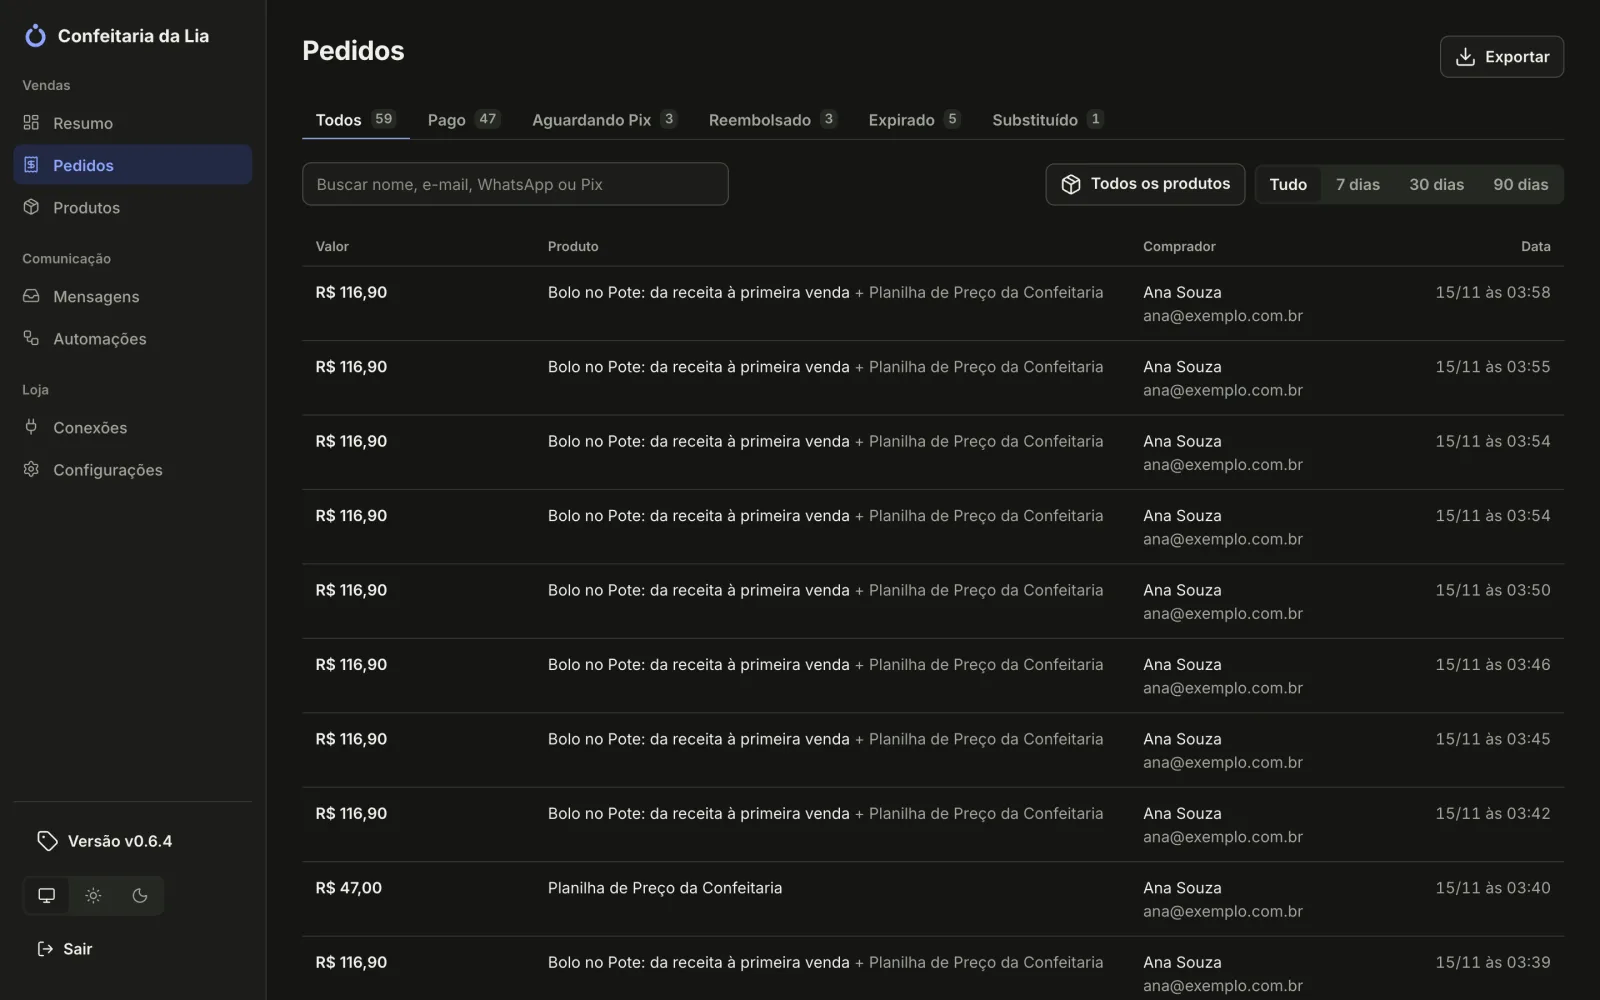 Confeitaria da Lia
Vendas
Resumo
Pedidos
Produtos
Comunicação
Mensagens
Automações
Loja
Conexões
Configurações
Versão v0.6.4
Sair
Pedidos
Exportar
Todos 59 Pago 47 Aguardando Pix 3 Reembolsado 3 Expirado 5 Substituído 1
Buscar nome, e-mail, WhatsApp ou Pix
Todos os produtos
Tudo 7 dias 30 dias 90 dias
Valor Produto Comprador Data
R$ 116,90 Bolo no Pote: da receita à primeira venda + Planilha de Preço da Confeitaria Ana Souza 15/11 às 03:58
ana@exemplo.com.br
R$ 116,90 Bolo no Pote: da receita à primeira venda + Planilha de Preço da Confeitaria Ana Souza 15/11 às 03:55
ana@exemplo.com.br
R$ 116,90 Bolo no Pote: da receita à primeira venda + Planilha de Preço da Confeitaria Ana Souza 15/11 às 03:54
ana@exemplo.com.br
R$ 116,90 Bolo no Pote: da receita à primeira venda + Planilha de Preço da Confeitaria Ana Souza 15/11 às 03:54
ana@exemplo.com.br
R$ 116,90 Bolo no Pote: da receita à primeira venda + Planilha de Preço da Confeitaria Ana Souza 15/11 às 03:50
ana@exemplo.com.br
R$ 116,90 Bolo no Pote: da receita à primeira venda + Planilha de Preço da Confeitaria Ana Souza 15/11 às 03:46
ana@exemplo.com.br
R$ 116,90 Bolo no Pote: da receita à primeira venda + Planilha de Preço da Confeitaria Ana Souza 15/11 às 03:45
ana@exemplo.com.br
R$ 116,90 Bolo no Pote: da receita à primeira venda + Planilha de Preço da Confeitaria Ana Souza 15/11 às 03:42
ana@exemplo.com.br
R$ 47,00 Planilha de Preço da Confeitaria Ana Souza 15/11 às 03:40
ana@exemplo.com.br
R$ 116,90 Bolo no Pote: da receita à primeira venda + Planilha de Preço da Confeitaria Ana Souza 15/11 às 03:39
ana@exemplo.com.br